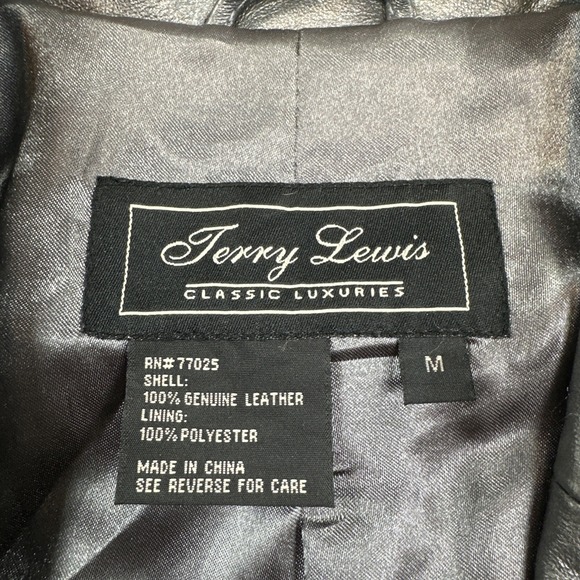 Terry Lewis
CLASSIC LUXURIES
RN#77025
SHELL:
100% GENUINE LEATHER
LINING:
100% POLYESTER
MADE IN CHINA
SEE REVERSE FOR CARE
M